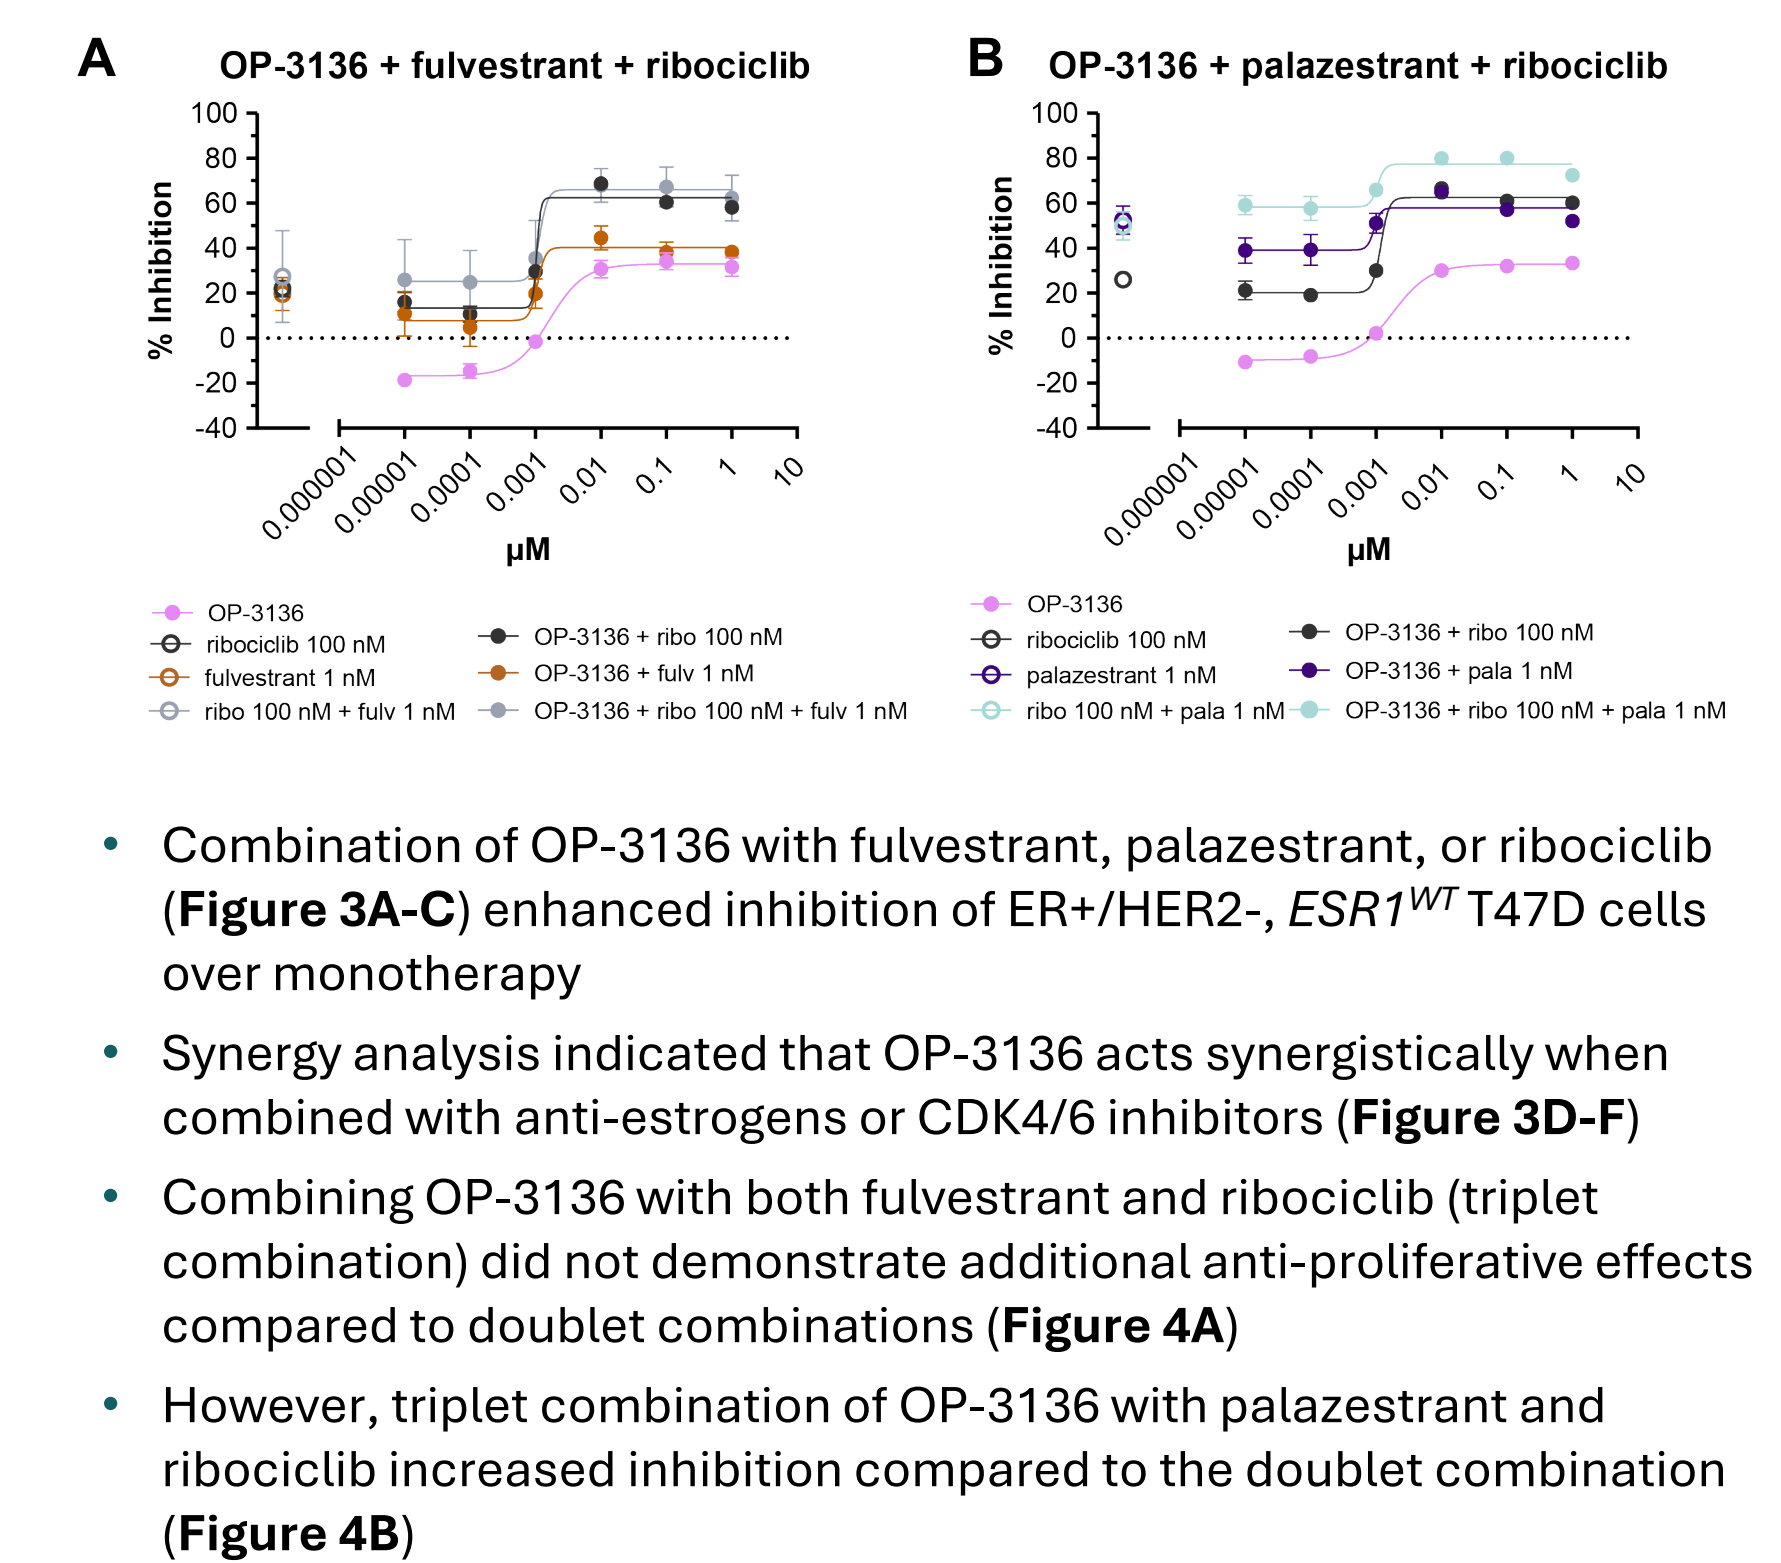 A
OP-3136 + fulvestrant + ribociclib
100
80
60
40
20
0
-20
-40
% Inhibition
0.000001
0.00001
0.0001
0.001
0.01
0.1
1
10
µM
OP-3136
ribociclib 100 nM
fulvestrant 1 nM
ribo 100 nM + fulv 1 nM
OP-3136 + ribo 100 nM
OP-3136 + fulv 1 nM
OP-3136 + ribo 100 nM + fulv 1 nM
B
OP-3136 + palazestrant + ribociclib
100
80
60
40
20
0
-20
-40
% Inhibition
0.000001
0.00001
0.0001
0.001
0.01
0.1
1
10
µM
OP-3136
ribociclib 100 nM
palazestrant 1 nM
ribo 100 nM + pala 1 nM
OP-3136 + ribo 100 nM
OP-3136 + pala 1 nM
OP-3136 + ribo 100 nM + pala 1 nM
• Combination of OP-3136 with fulvestrant, palazestrant, or ribociclib
(Figure 3A-C) enhanced inhibition of ER+/HER2-, ESR1WT T47D cells
over monotherapy
• Synergy analysis indicated that OP-3136 acts synergistically when
combined with anti-estrogens or CDK4/6 inhibitors (Figure 3D-F)
• Combining OP-3136 with both fulvestrant and ribociclib (triplet
combination) did not demonstrate additional anti-proliferative effects
compared to doublet combinations (Figure 4A)
• However, triplet combination of OP-3136 with palazestrant and
ribociclib increased inhibition compared to the doublet combination
(Figure 4B)